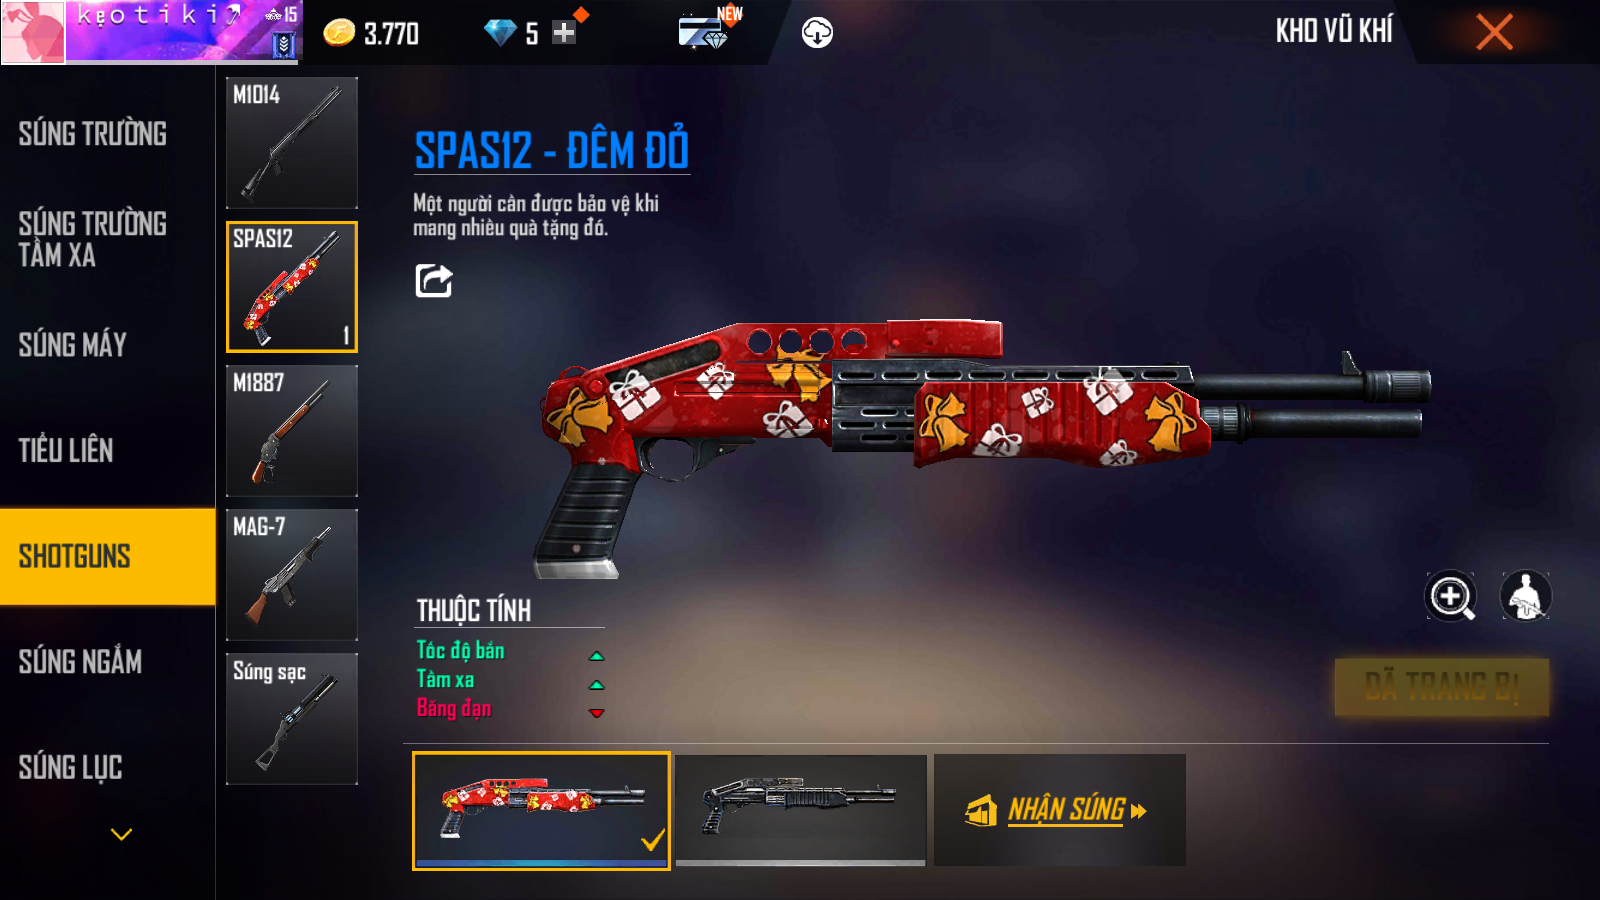 kẹotiki
15
3.770
5
NEW
KHO VŨ KHÍ
SÚNG TRƯỜNG
SÚNG TRƯỜNG
TẦM XA
SÚNG MÁY
TIỂU LIÊN
SHOTGUNS
SÚNG NGẮM
SÚNG LỤC
M1014
SPAS12
1
M1887
MAG-7
Súng sạc
SPAS12 - ĐÊM ĐỎ
Một người cần được bảo vệ khi
mang nhiều quà tặng đó.
THUỘC TÍNH
Tốc độ bắn
Tầm xa
Băng đạn
ĐÃ TRANG BỊ
NHẬN SÚNG